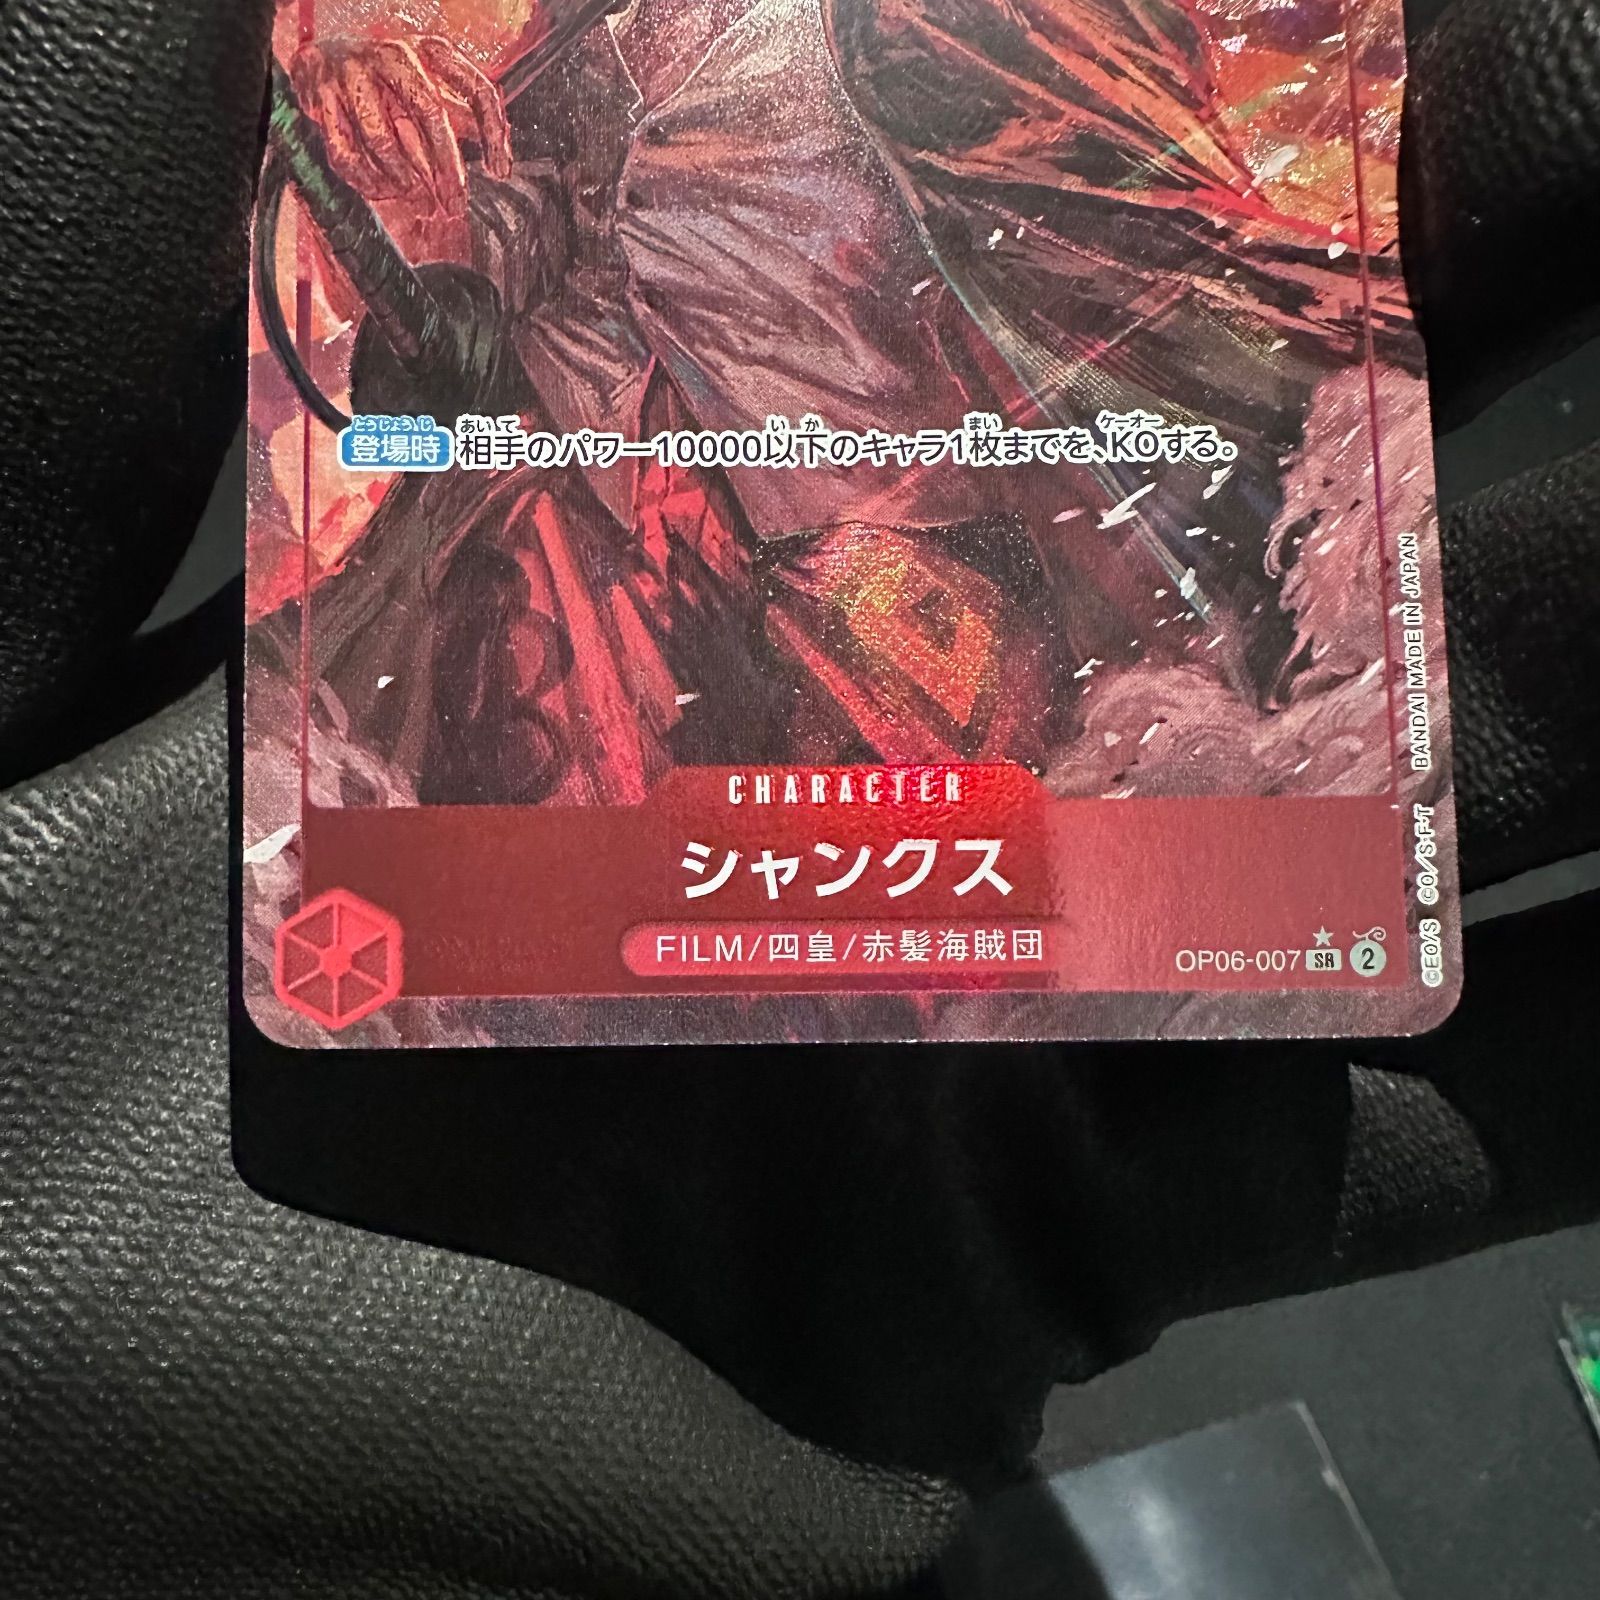 登場時 相手のパワー10000以下のキャラ1枚までを、KOする。
CHARACTER
シャンクス
FILM/四皇/赤髪海賊団
OP06-007 SR 2
©EO/S ©O/S・F・T BANDAI MADE IN JAPAN